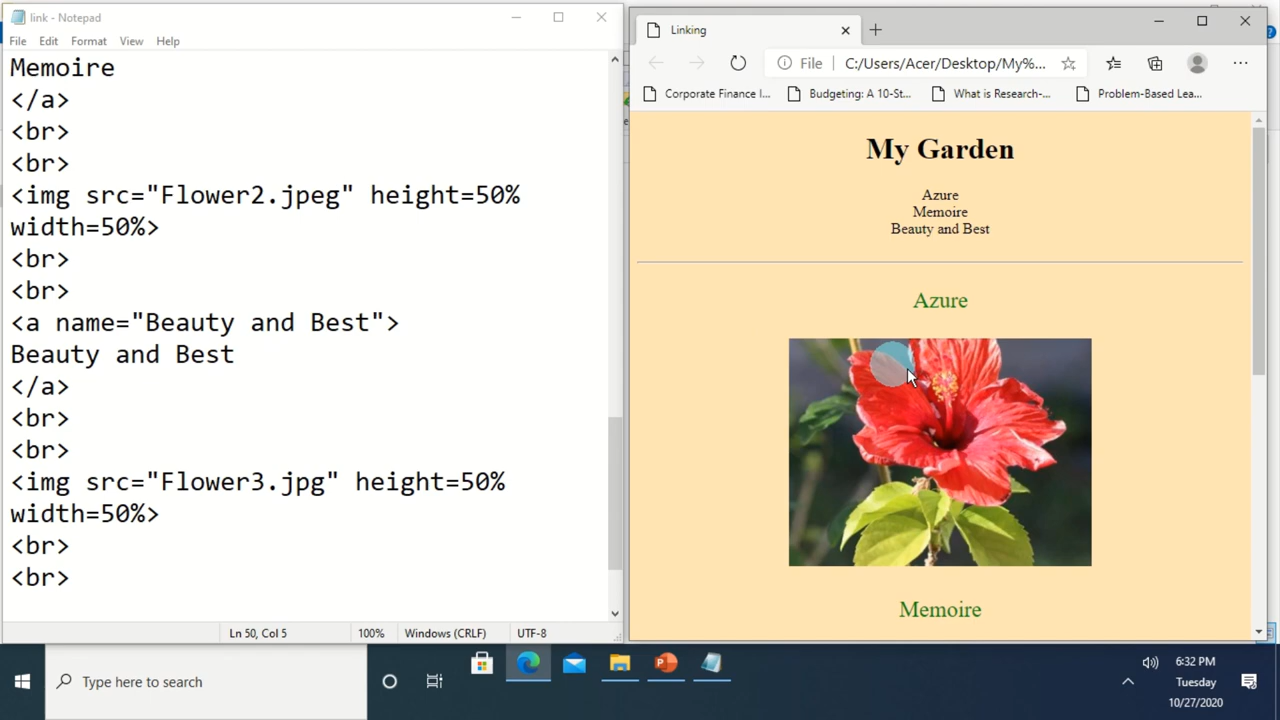 link - Notepad
File Edit Format View Help
Memoire
</a>
<br>
<br>
<img src="Flower2.jpeg" height=50%
width=50%>
<br>
<br>
<a name="Beauty and Best">
Beauty and Best
</a>
<br>
<br>
<img src="Flower3.jpg" height=50%
width=50%>
<br>
<br>
Ln 50, Col 5 100% Windows (CRLF) UTF-8
Linking
File C:/Users/Acer/Desktop/My%...
Corporate Finance I... Budgeting: A 10-St... What is Research-... Problem-Based Lea...
My Garden
Azure
Memoire
Beauty and Best
Azure
Memoire
Type here to search
6:32 PM
Tuesday
10/27/2020